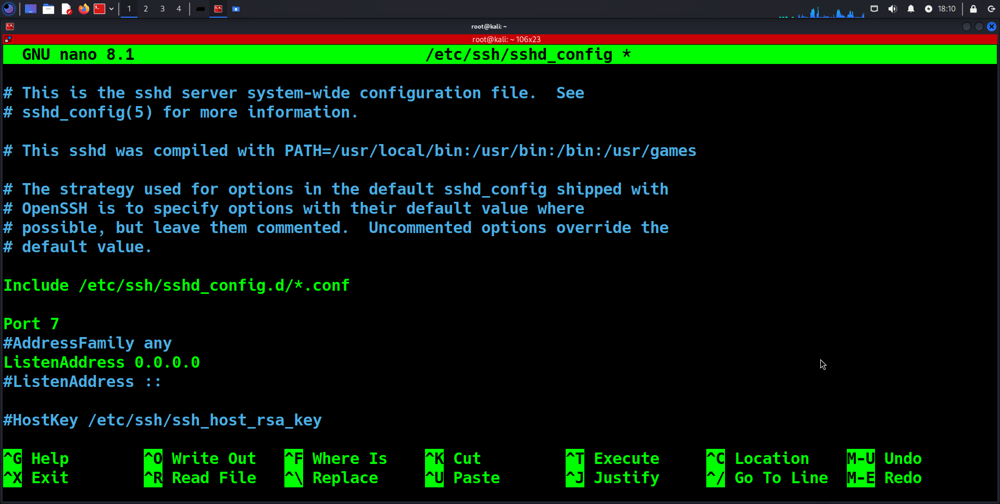 1 2 3 4 18:10
root@kali: ~
root@kali: ~ 106x23
GNU nano 8.1 /etc/ssh/sshd_config *
# This is the sshd server system-wide configuration file.  See
# sshd_config(5) for more information.
# This sshd was compiled with PATH=/usr/local/bin:/usr/bin:/bin:/usr/games
# The strategy used for options in the default sshd_config shipped with
# OpenSSH is to specify options with their default value where
# possible, but leave them commented.  Uncommented options override the
# default value.
Include /etc/ssh/sshd_config.d/*.conf
Port 7
#AddressFamily any
ListenAddress 0.0.0.0
#ListenAddress ::
#HostKey /etc/ssh/ssh_host_rsa_key
^G Help ^O Write Out ^F Where Is ^K Cut ^T Execute ^C Location M-U Undo
^X Exit ^R Read File ^\ Replace ^U Paste ^J Justify ^/ Go To Line M-E Redo